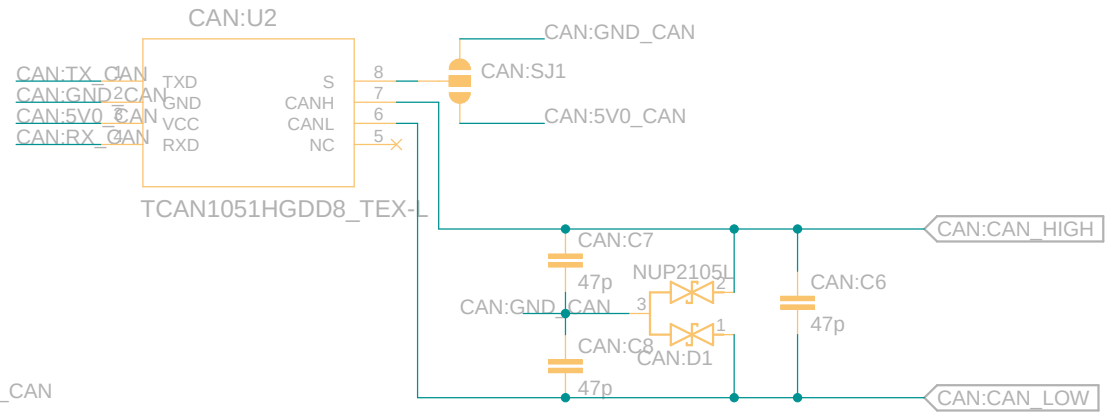 CAN:U2
CAN:GND_CAN
CAN:TX_CAN
1
TXD
S
8
CAN:SJ1
CAN:GND_CAN
2
GND
CANH
7
CAN:5V0_CAN
3
VCC
CANL
6
CAN:5V0_CAN
CAN:RX_CAN
4
RXD
NC
5
TCAN1051HGDD8_TEX-L
CAN:CAN_HIGH
CAN:C7
47p
NUP2105L
2
CAN:C6
CAN:GND_CAN
3
1
47p
CAN:C8
CAN:D1
47p
_CAN
CAN:CAN_LOW